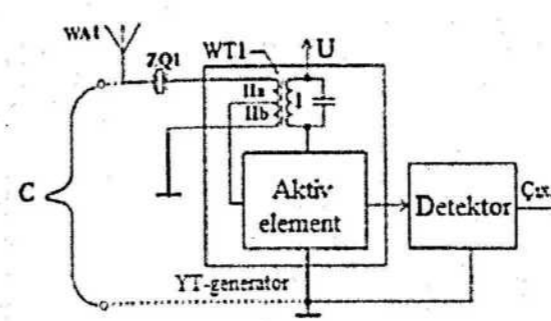 WA1
ZQ1
WT1
U
IIa
I
IIb
C
Aktiv
element
Detektor
Çıx.
YT-generator